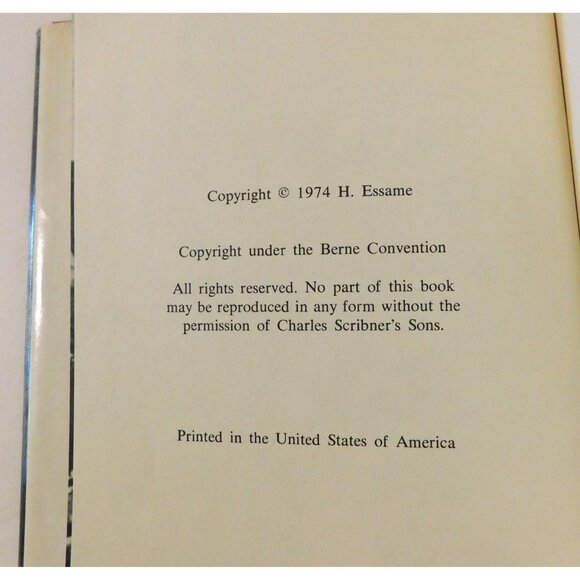 Copyright © 1974 H. Essame
Copyright under the Berne Convention
All rights reserved. No part of this book
may be reproduced in any form without the
permission of Charles Scribner's Sons.
Printed in the United States of America